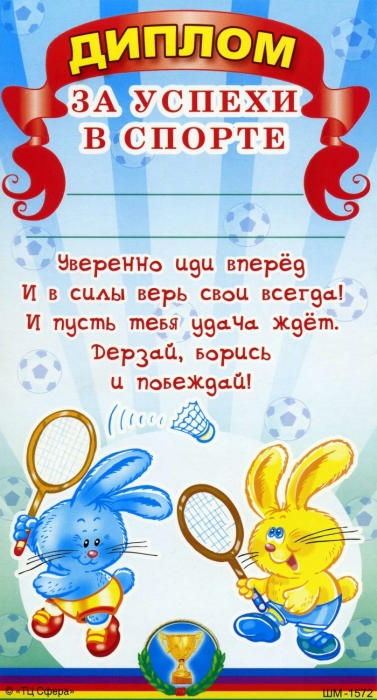 ДИПЛОМ
ЗА УСПЕХИ
В СПОРТЕ
Уверенно иди вперёд
И в силы верь свои всегда!
И пусть тебя удача ждёт.
Дерзай, борись
и побеждай!
© «ТЦ Сфера»
ШМ-1572